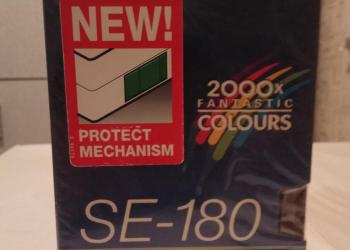 NEW!
PROTECT
MECHANISM
2000x
FANTASTIC
COLOURS
SE-180